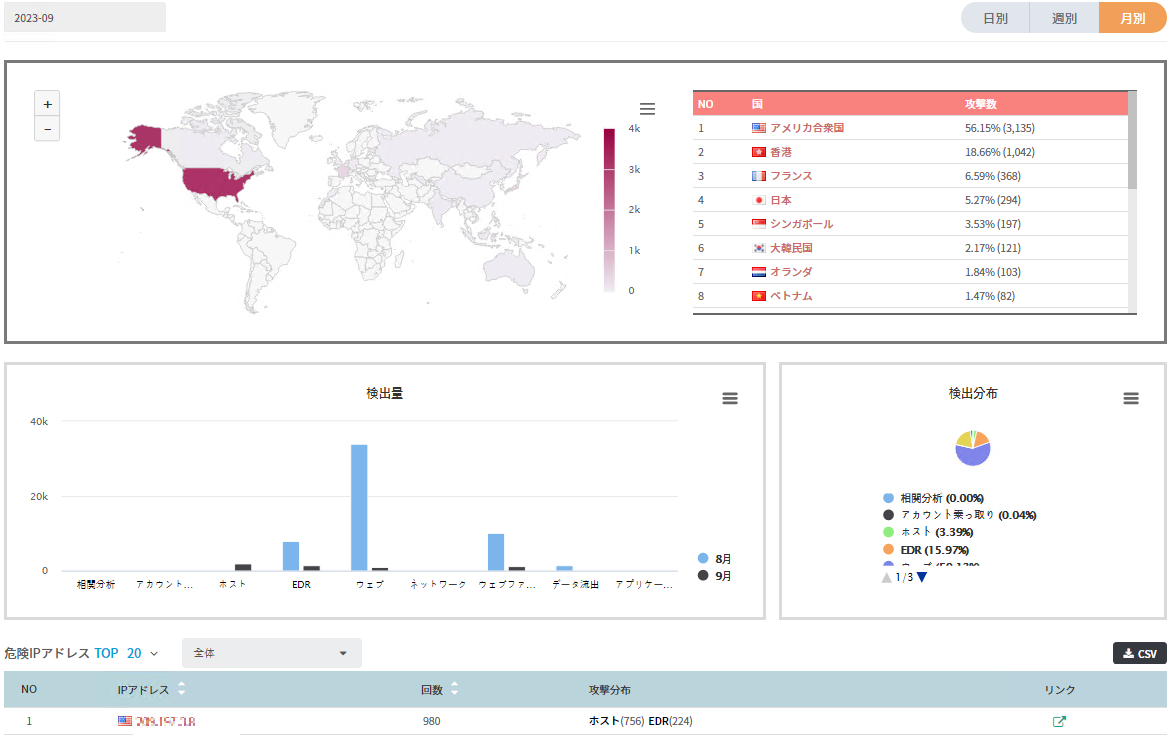 2023-09
日別 週別 月別
+
−
4k
3k
2k
1k
0
NO 国 攻撃数
1 アメリカ合衆国 56.15% (3,135)
2 香港 18.66% (1,042)
3 フランス 6.59% (368)
4 日本 5.27% (294)
5 シンガポール 3.53% (197)
6 大韓民国 2.17% (121)
7 オランダ 1.84% (103)
8 ベトナム 1.47% (82)
検出量
40k
20k
0
相関分析 アカウント... ホスト EDR ウェブ ネットワーク ウェブファ... データ流出 アプリケー...
8月
9月
検出分布
相関分析 (0.00%)
アカウント乗っ取り (0.04%)
ホスト (3.39%)
EDR (15.97%)
1/3
危険IPアドレス TOP 20 全体 CSV
NO IPアドレス 回数 攻撃分布 リンク
1 980 ホスト(756) EDR(224)